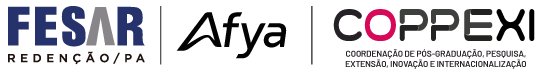 FESAR
REDENÇÃO/PA
Afya
COPPEXI
COORDENAÇÃO DE PÓS-GRADUAÇÃO, PESQUISA,
EXTENSÃO, INOVAÇÃO E INTERNACIONALIZAÇÃO